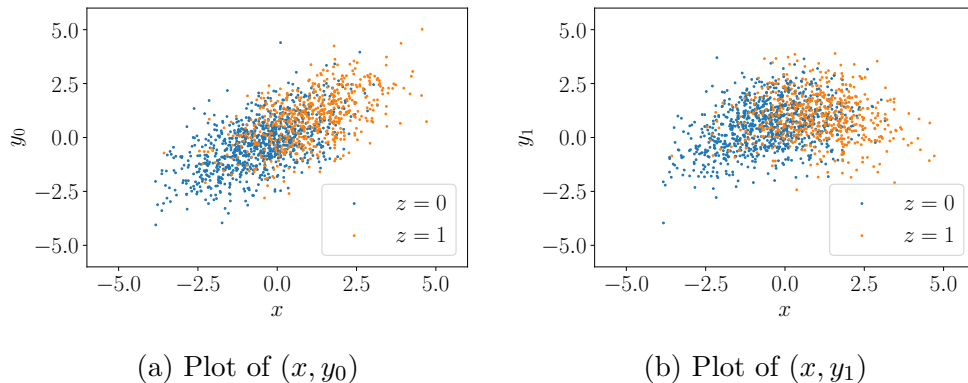 5.0
2.5
0.0
−2.5
−5.0
y₀
−5.0 −2.5 0.0 2.5 5.0
x
z = 0
z = 1
(a) Plot of (x, y₀)
5.0
2.5
0.0
−2.5
−5.0
y₁
−5.0 −2.5 0.0 2.5 5.0
x
z = 0
z = 1
(b) Plot of (x, y₁)